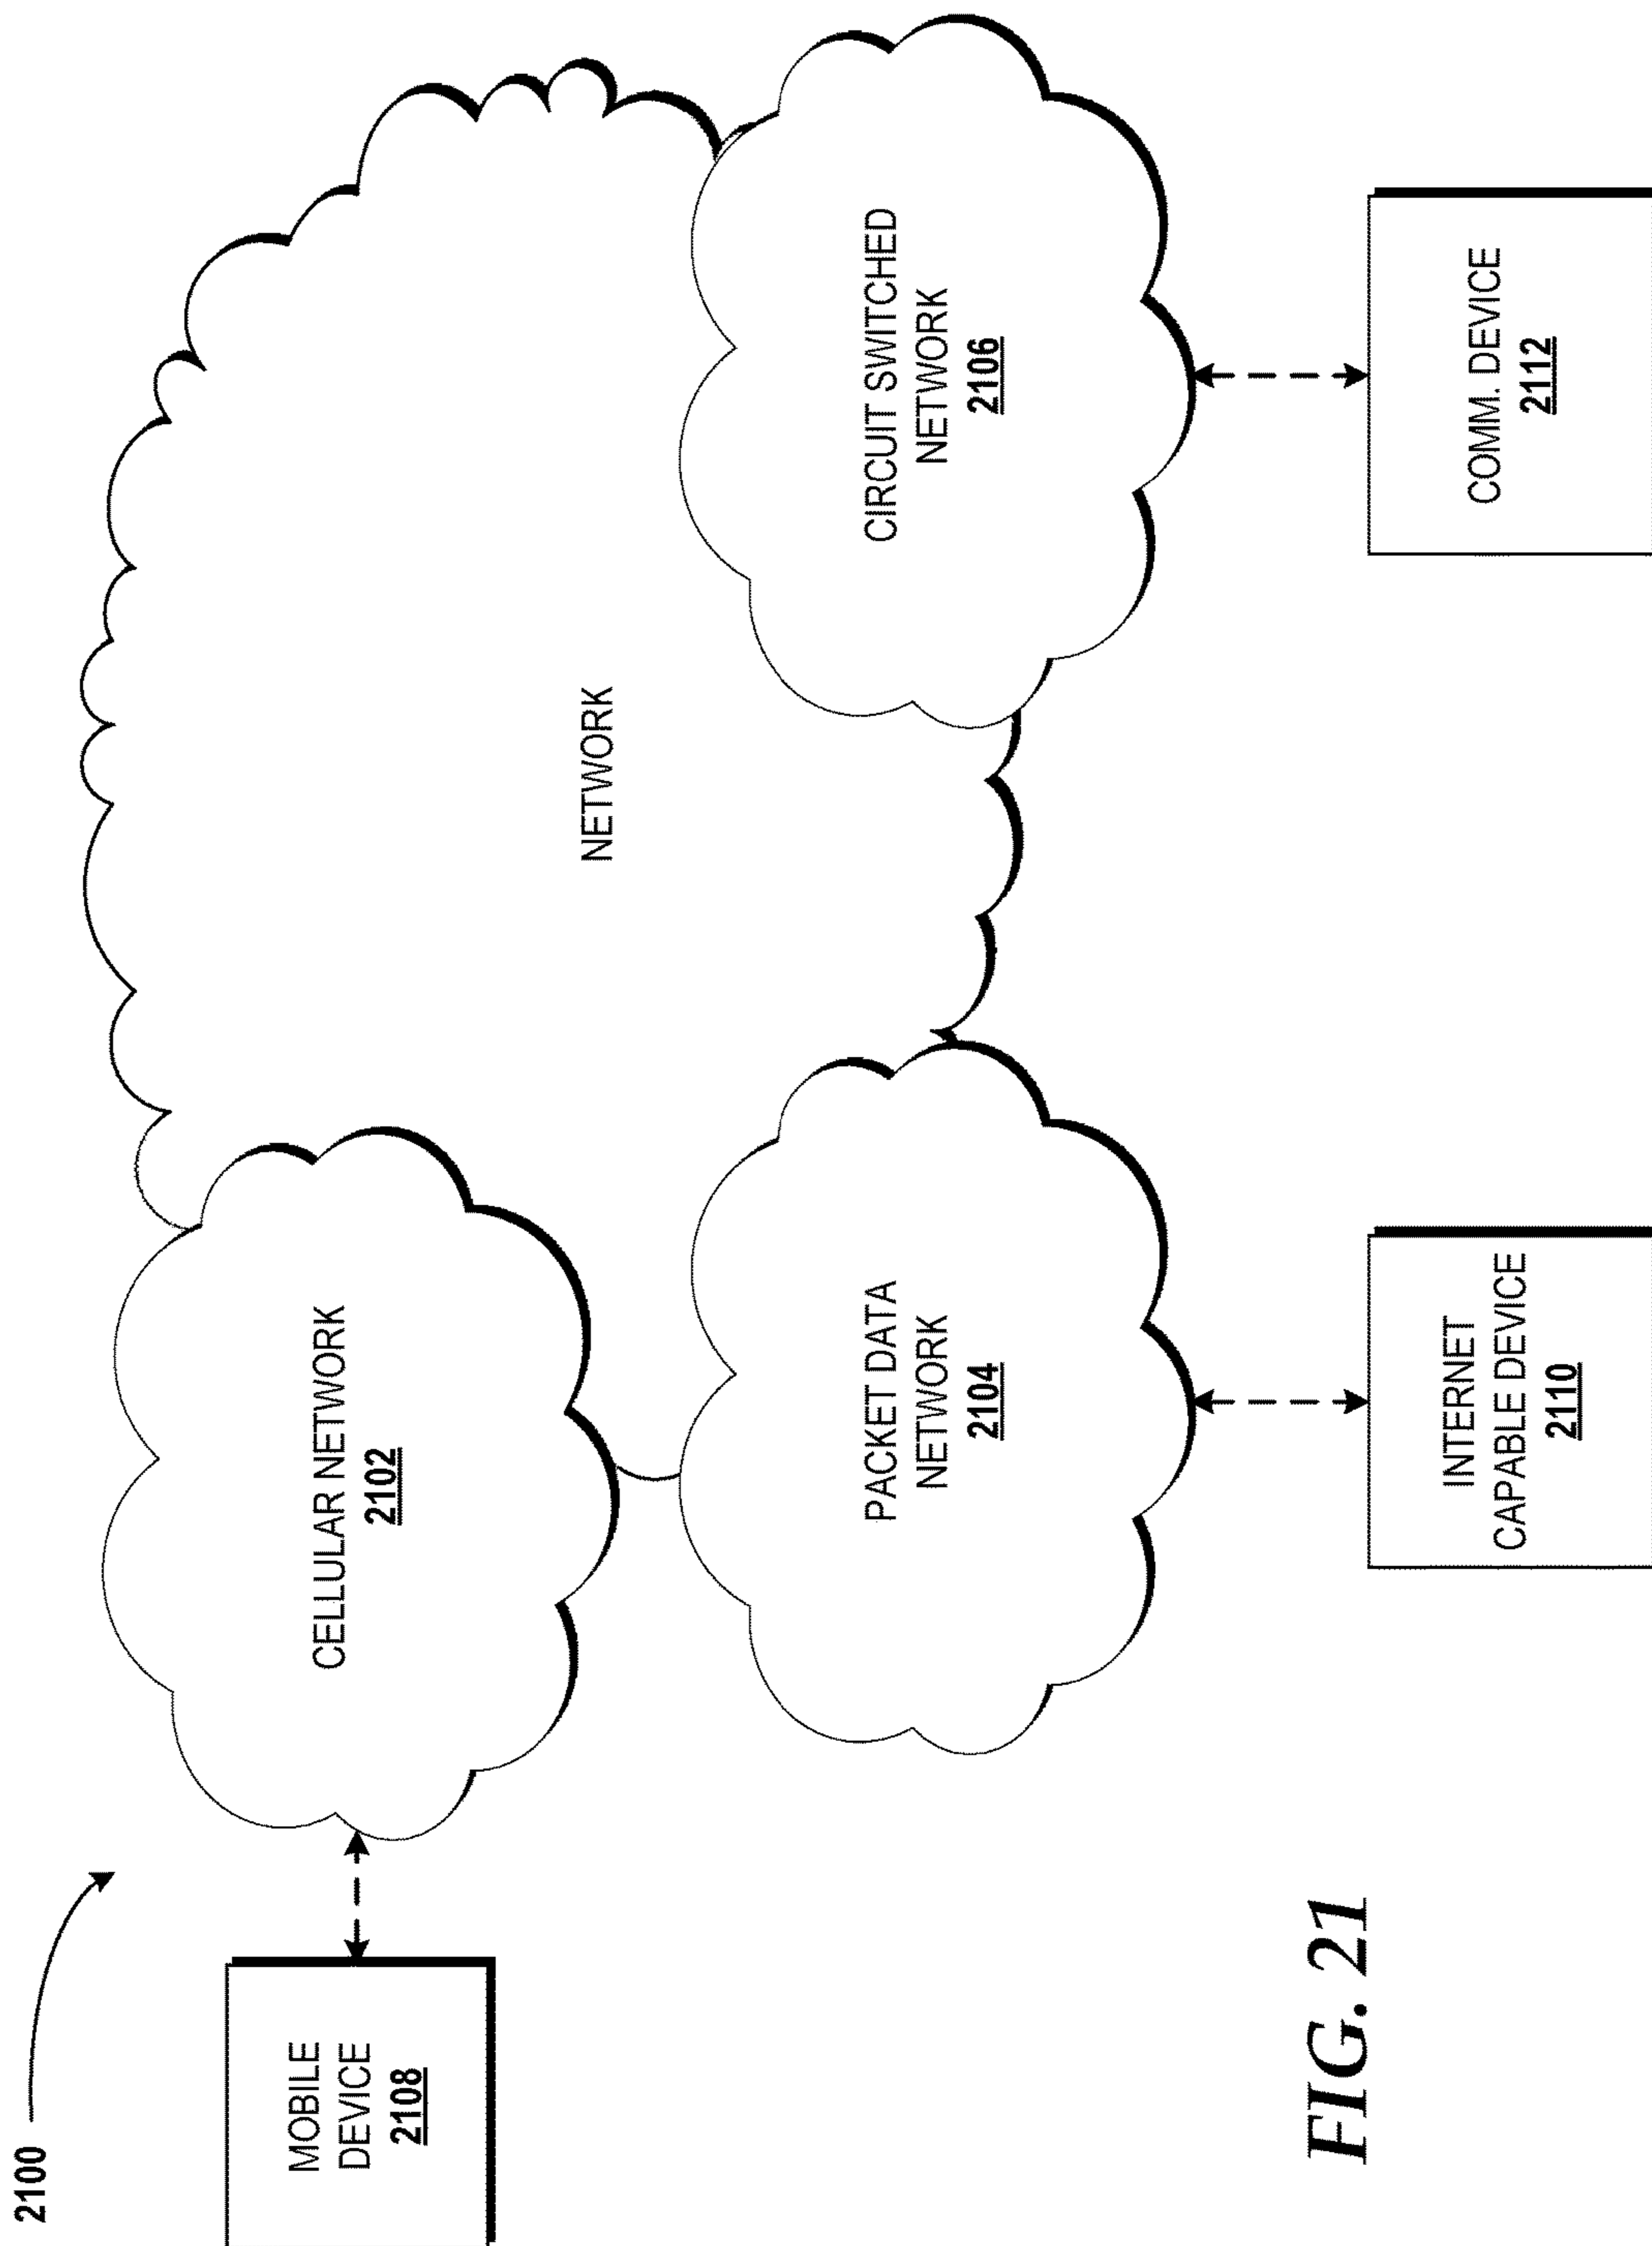 2100
MOBILE
DEVICE
2108
CELLULAR NETWORK
2102
NETWORK
PACKET DATA
NETWORK
2104
CIRCUIT SWITCHED
NETWORK
2106
INTERNET
CAPABLE DEVICE
2110
COMM. DEVICE
2112
FIG. 21